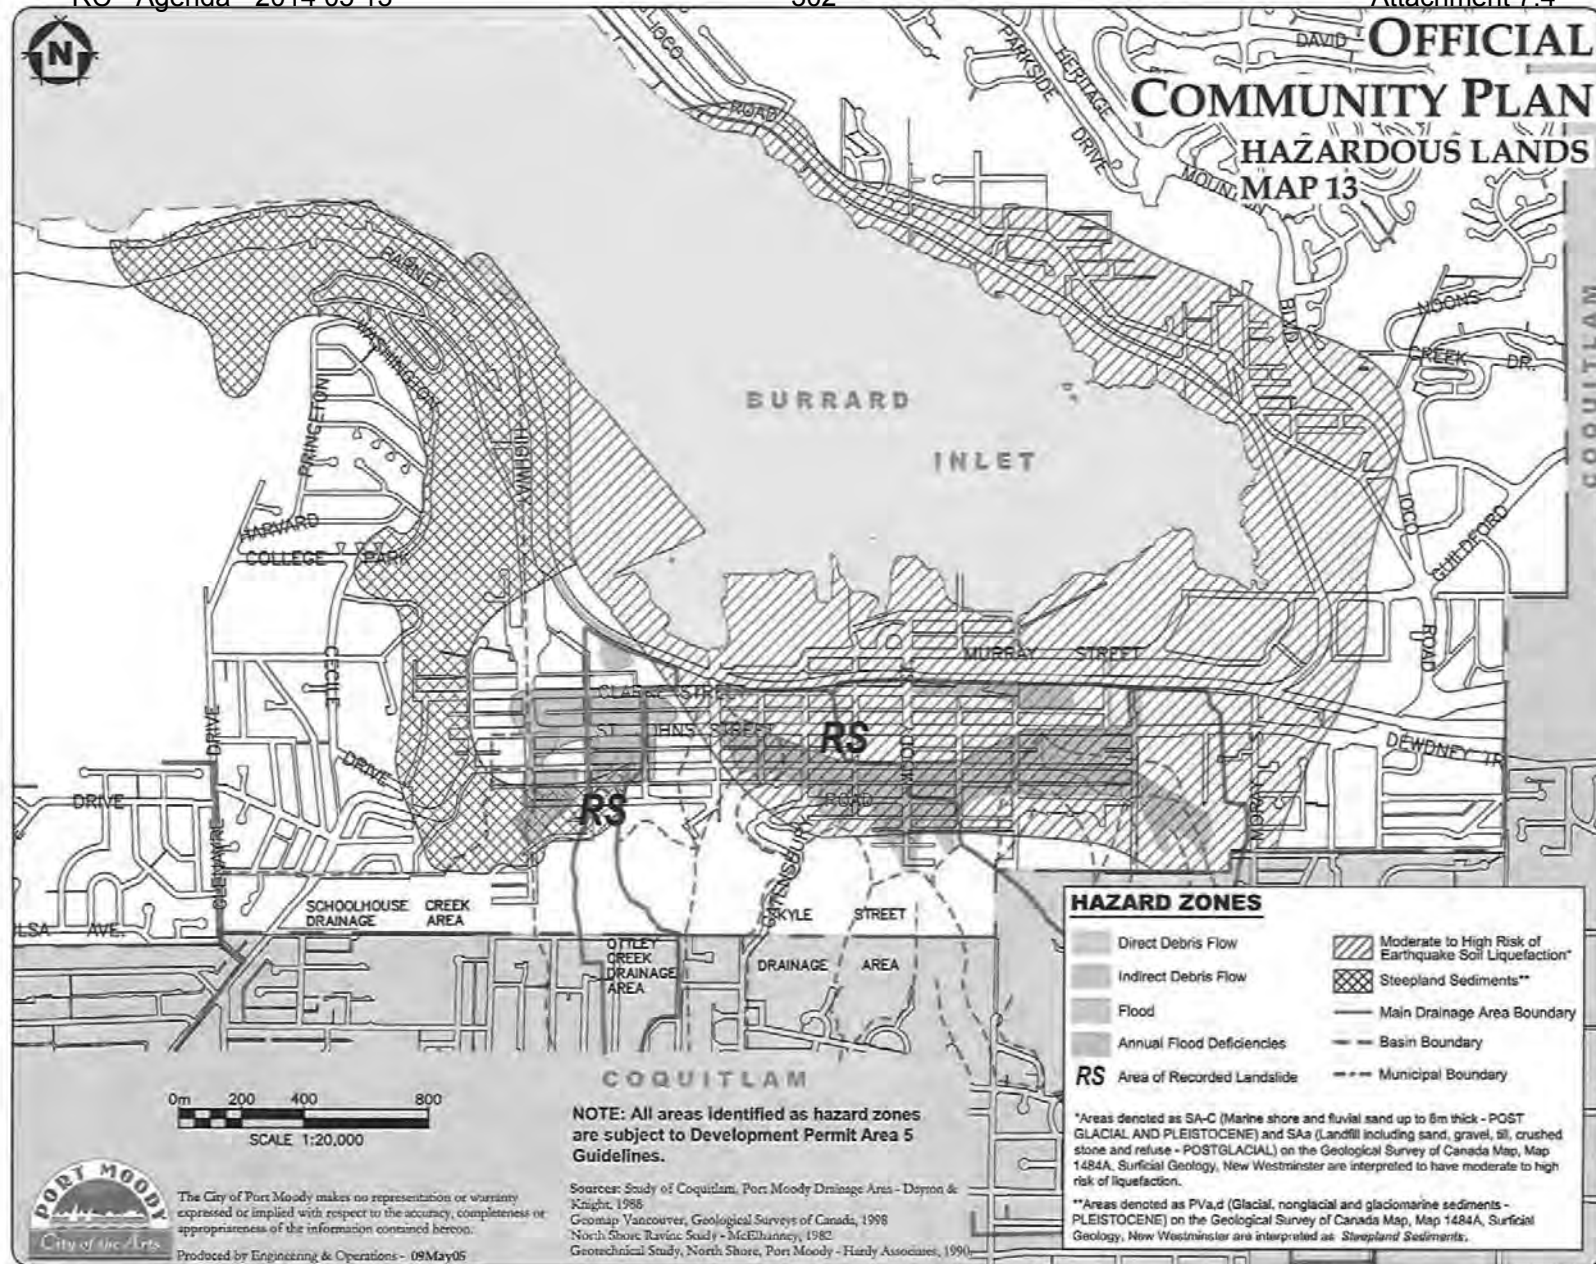 RC - Agenda - 2014 05 13
302
Attachment 7.4
N
OFFICIAL
COMMUNITY PLAN
HAZARDOUS LANDS
MAP 13
DAVID
ROAD
PARKSIDE
DRIVE
HERITAGE
BARNET
HIGHWAY
WASHINGTON
PRINCETON
HARVARD
COLLEGE PARK
BURRARD
INLET
NOONS
CREEK DR.
COQUITLAM
IOCO
ROAD
GUILDFORD
CECILE
DRIVE
GLENAYRE
DRIVE
DRIVE
AVE.
MURRAY STREET
CLARKE STREET
RS
RS
ROAD
GATENSBURY
DEWDNEY TR
SCHOOLHOUSE CREEK
DRAINAGE AREA
OTTLEY
CREEK
DRAINAGE
AREA
KYLE STREET
DRAINAGE AREA
COQUITLAM
0m 200 400 800
SCALE 1:20,000
NOTE: All areas identified as hazard zones
are subject to Development Permit Area 5
Guidelines.
PORT MOODY
City of the Arts
The City of Port Moody makes no representation or warranty
expressed or implied with respect to the accuracy, completeness or
appropriateness of the information contained hereon.
Produced by Engineering & Operations - 09May05
Sources: Study of Coquitlam, Port Moody Drainage Area - Dayton &
Knight, 1988
Geomap Vancouver, Geological Surveys of Canada, 1998
North Shore Ravine Study - McElhanney, 1982
Geotechnical Study, North Shore, Port Moody - Hardy Associates, 1990
HAZARD ZONES
Direct Debris Flow
Indirect Debris Flow
Flood
Annual Flood Deficiencies
RS Area of Recorded Landslide
Moderate to High Risk of
Earthquake Soil Liquefaction*
Steepland Sediments**
Main Drainage Area Boundary
Basin Boundary
Municipal Boundary
*Areas denoted as SA-C (Marine shore and fluvial sand up to 8m thick - POST
GLACIAL AND PLEISTOCENE) and SAa (Landfill including sand, gravel, till, crushed
stone and refuse - POSTGLACIAL) on the Geological Survey of Canada Map, Map
1484A, Surficial Geology, New Westminster are interpreted to have moderate to high
risk of liquefaction.
**Areas denoted as PVa,d (Glacial, nonglacial and glaciomarine sediments -
PLEISTOCENE) on the Geological Survey of Canada Map, Map 1484A, Surficial
Geology, New Westminster are interpreted as Steepland Sediments.